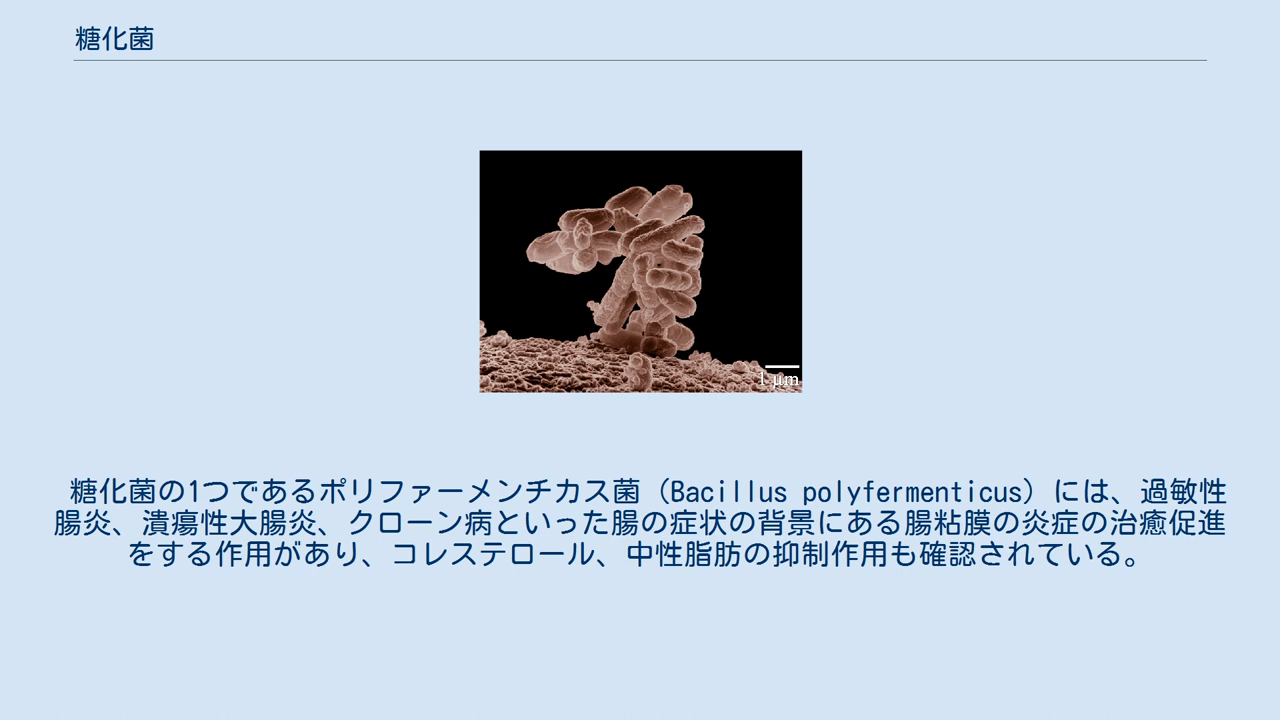 糖化菌
1 μm
糖化菌の1つであるポリファーメンチカス菌（Bacillus polyfermenticus）には、過敏性
腸炎、潰瘍性大腸炎、クローン病といった腸の症状の背景にある腸粘膜の炎症の治癒促進
をする作用があり、コレステロール、中性脂肪の抑制作用も確認されている。